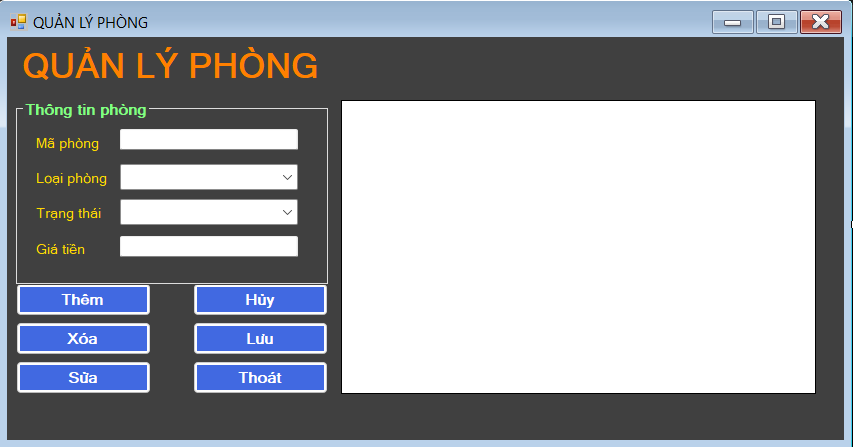 QUẢN LÝ PHÒNG
QUẢN LÝ PHÒNG
Thông tin phòng
Mã phòng
Loại phòng
Trạng thái
Giá tiền
Thêm
Hủy
Xóa
Lưu
Sửa
Thoát